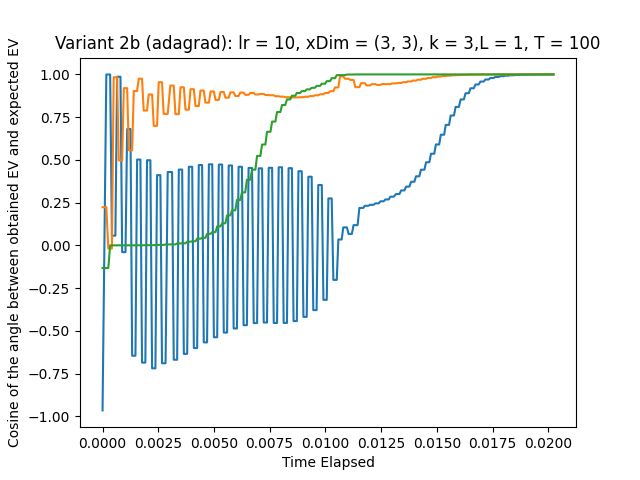 Variant 2b (adagrad): lr = 10, xDim = (3, 3), k = 3,L = 1, T = 100
Cosine of the angle between obtained EV and expected EV
1.00
0.75
0.50
0.25
0.00
−0.25
−0.50
−0.75
−1.00
0.0000 0.0025 0.0050 0.0075 0.0100 0.0125 0.0150 0.0175 0.0200
Time Elapsed